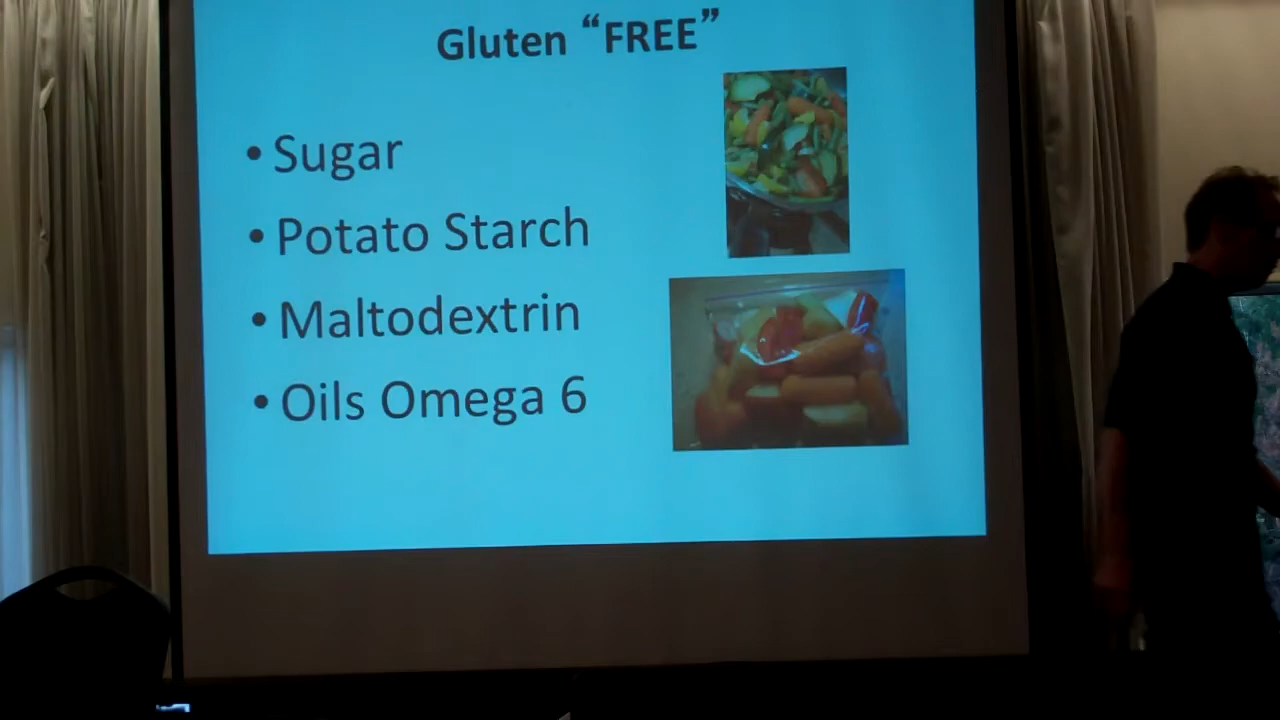 Gluten “FREE”
• Sugar
• Potato Starch
• Maltodextrin
• Oils Omega 6